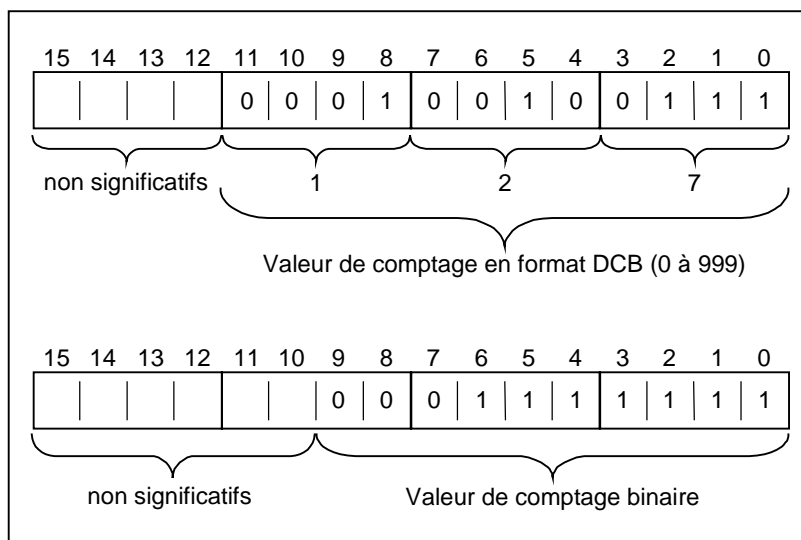 15 14 13 12 11 10 9 8 7 6 5 4 3 2 1 0
0 0 0 1 0 0 1 0 0 1 1 1
non significatifs 1 2 7
Valeur de comptage en format DCB (0 à 999)
15 14 13 12 11 10 9 8 7 6 5 4 3 2 1 0
0 0 0 1 1 1 1 1 1 1
non significatifs Valeur de comptage binaire